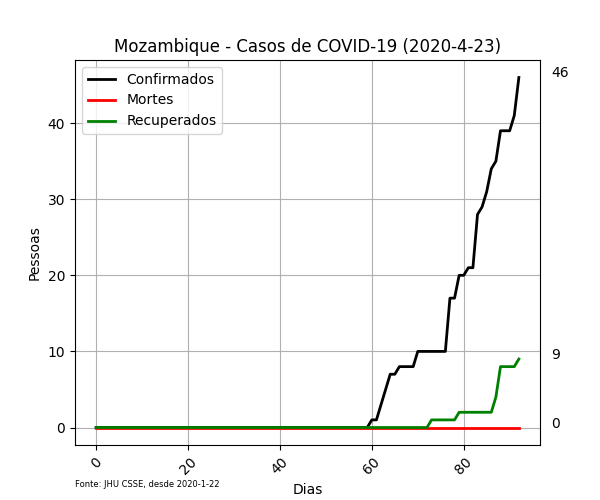 Mozambique - Casos de COVID-19 (2020-4-23)
Confirmados
Mortes
Recuperados
46
9
0
Pessoas
40
30
20
10
0
0
20
40
60
80
Fonte: JHU CSSE, desde 2020-1-22
Dias